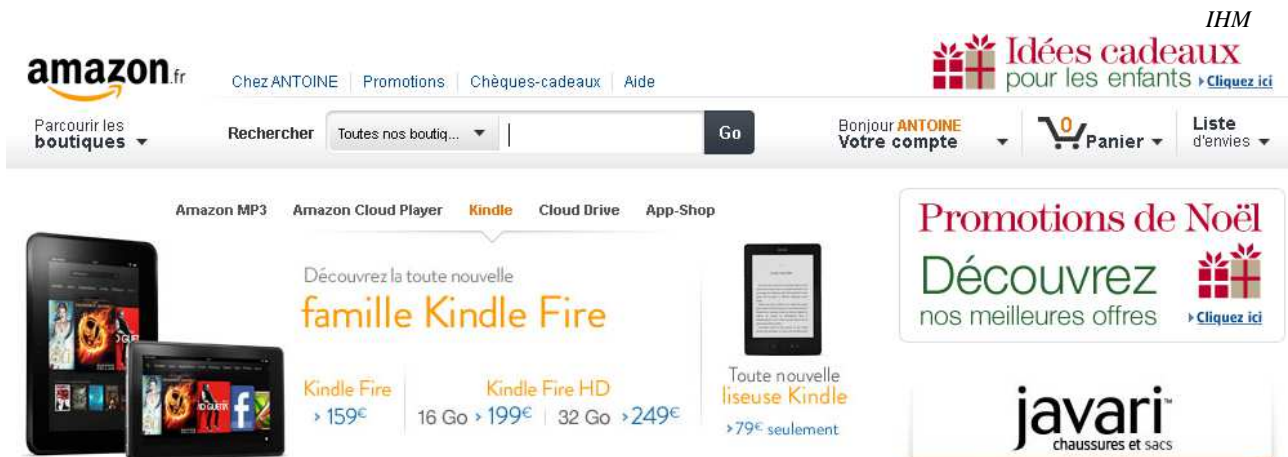 IHM
Idées cadeaux
pour les enfants Cliquez ici
amazon.fr
Chez ANTOINE Promotions Chèques-cadeaux Aide
Parcourir les
boutiques
Rechercher Toutes nos boutiq... Go
Bonjour ANTOINE
Votre compte
0
Panier
Liste
d'envies
Amazon MP3 Amazon Cloud Player Kindle Cloud Drive App-Shop
Découvrez la toute nouvelle
famille Kindle Fire
Kindle Fire
› 159€
Kindle Fire HD
16 Go › 199€ 32 Go › 249€
Toute nouvelle
liseuse Kindle
› 79€ seulement
Promotions de Noël
Découvrez
nos meilleures offres Cliquez ici
javari™
chaussures et sacs